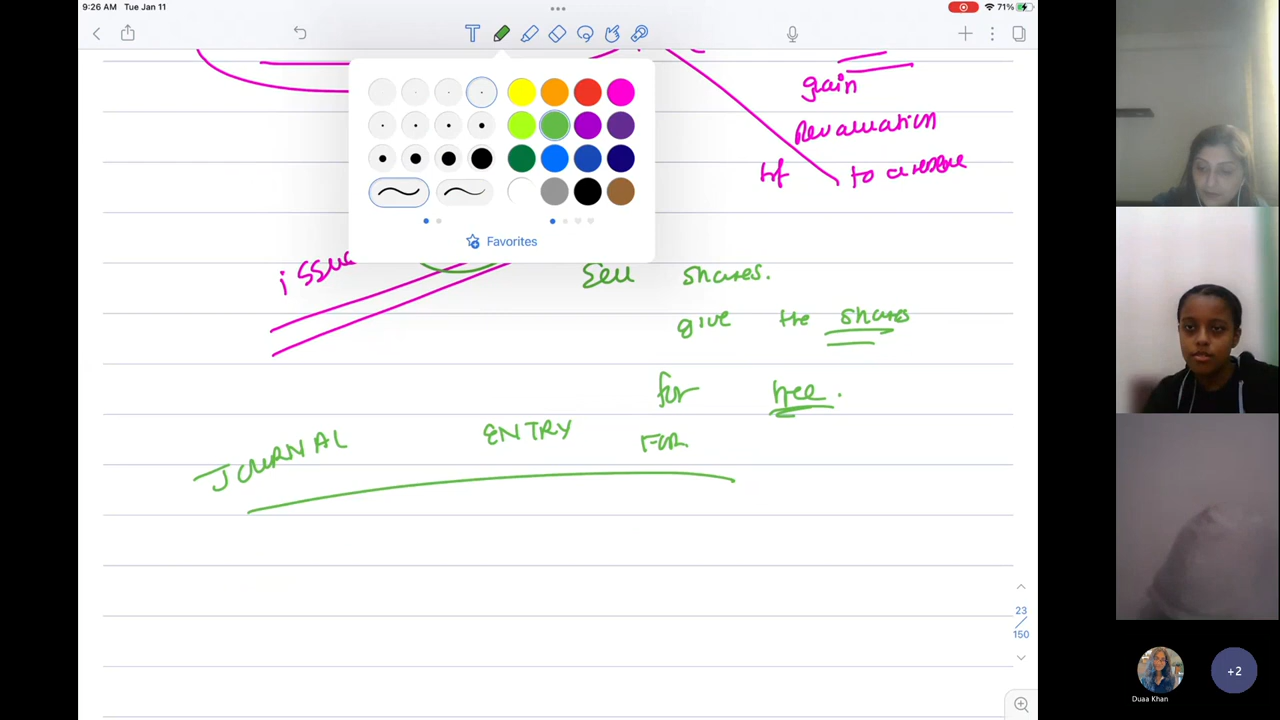 9:26 AM Tue Jan 11
71%
T
gain
Revaluation
trf to a reserve
Favorites
issue
Sell shares.
give the shares
for free.
JOURNAL ENTRY FOR
23
150
+2
Duaa Khan